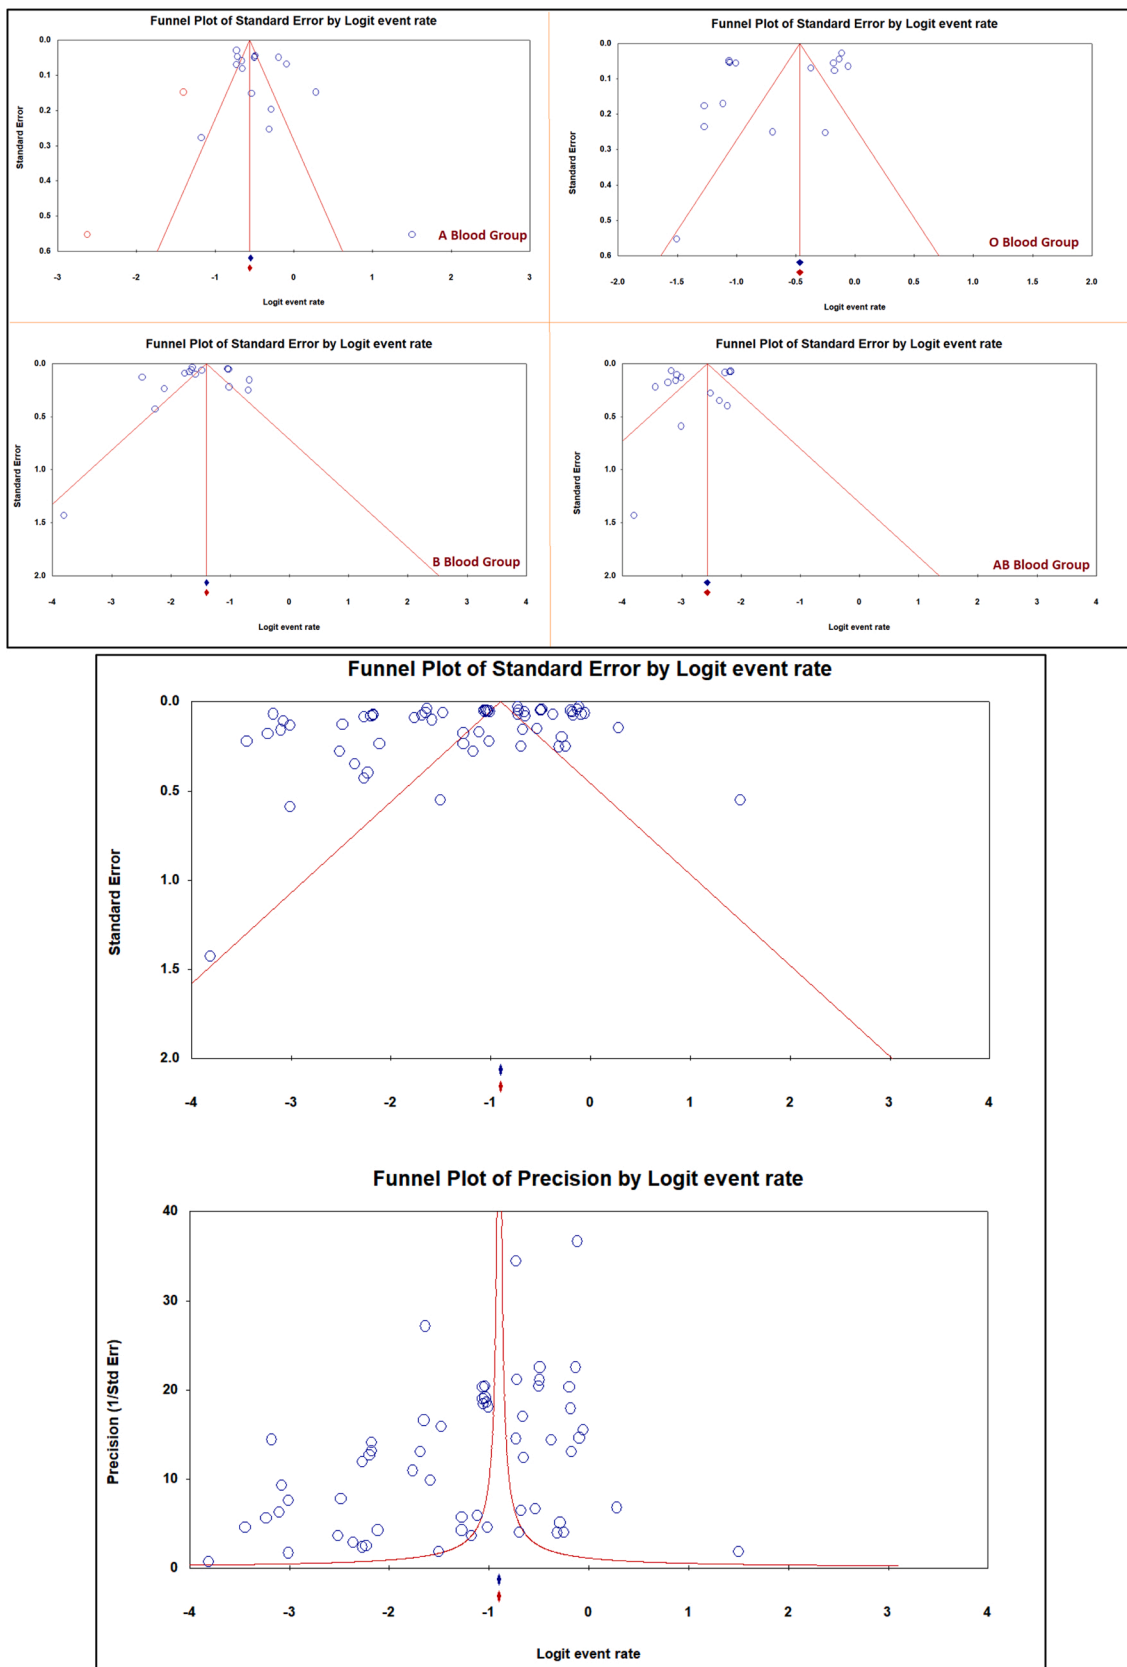 Funnel Plot of Standard Error by Logit event rate
Standard Error
0.0
0.1
0.2
0.3
0.4
0.5
0.6
A Blood Group
-3 -2 -1 0 1 2 3
Logit event rate
Funnel Plot of Standard Error by Logit event rate
Standard Error
0.0
0.1
0.2
0.3
0.4
0.5
0.6
O Blood Group
-2.0 -1.5 -1.0 -0.5 0.0 0.5 1.0 1.5 2.0
Logit event rate
Funnel Plot of Standard Error by Logit event rate
Standard Error
0.0
0.5
1.0
1.5
2.0
B Blood Group
-4 -3 -2 -1 0 1 2 3 4
Logit event rate
Funnel Plot of Standard Error by Logit event rate
Standard Error
0.0
0.5
1.0
1.5
2.0
AB Blood Group
-4 -3 -2 -1 0 1 2 3 4
Logit event rate
Funnel Plot of Standard Error by Logit event rate
Standard Error
0.0
0.5
1.0
1.5
2.0
-4 -3 -2 -1 0 1 2 3 4
Funnel Plot of Precision by Logit event rate
Precision (1/Std Err)
40
30
20
10
0
-4 -3 -2 -1 0 1 2 3 4
Logit event rate